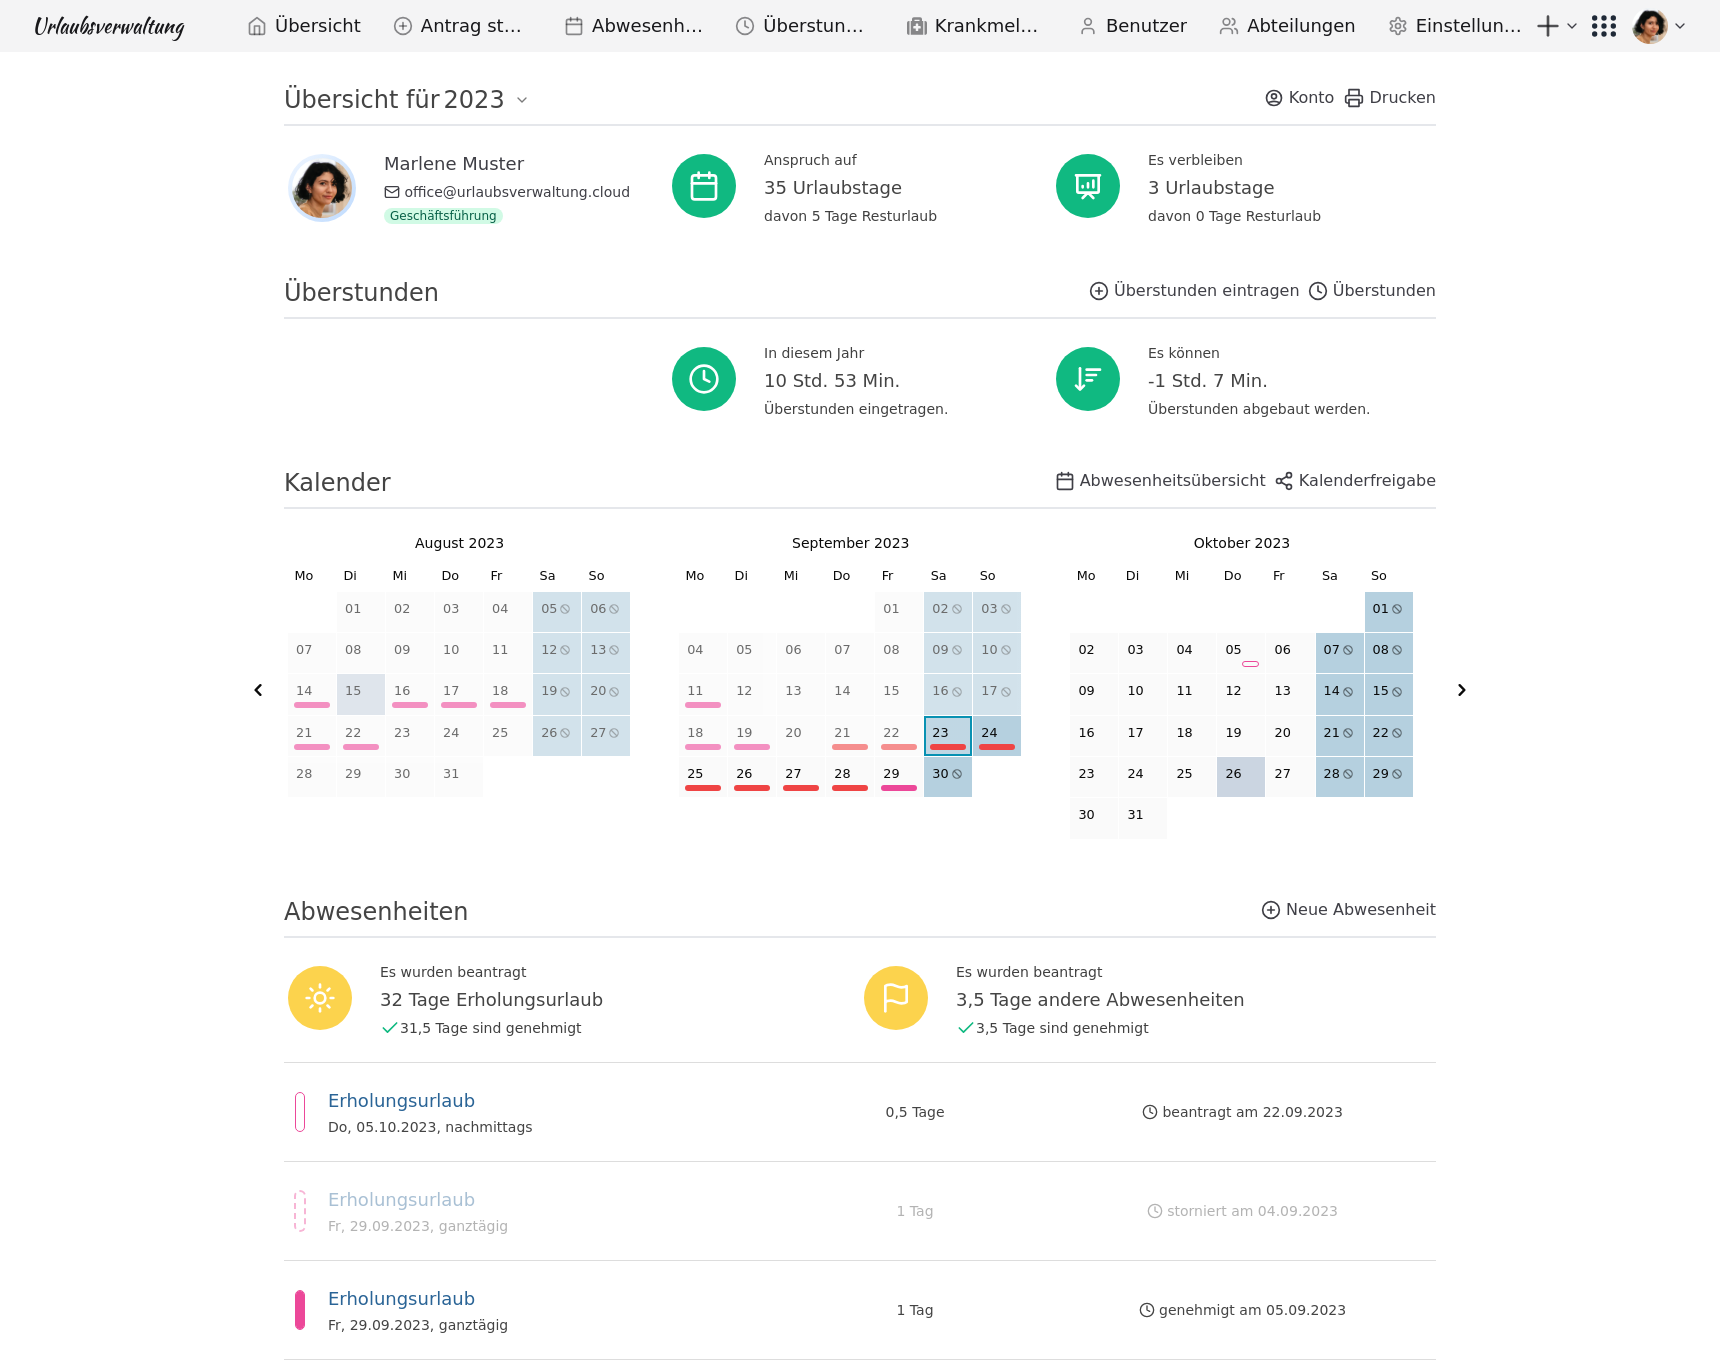 Urlaubsverwaltung Übersicht Antrag st… Abwesenh… Überstun… Krankmel… Benutzer Abteilungen Einstellun…
Übersicht für 2023 Konto Drucken
Marlene Muster
office@urlaubsverwaltung.cloud
Geschäftsführung
Anspruch auf
35 Urlaubstage
davon 5 Tage Resturlaub
Es verbleiben
3 Urlaubstage
davon 0 Tage Resturlaub
Überstunden Überstunden eintragen Überstunden
In diesem Jahr
10 Std. 53 Min.
Überstunden eingetragen.
Es können
-1 Std. 7 Min.
Überstunden abgebaut werden.
Kalender Abwesenheitsübersicht Kalenderfreigabe
August 2023
Mo Di Mi Do Fr Sa So
01 02 03 04 05 06
07 08 09 10 11 12 13
14 15 16 17 18 19 20
21 22 23 24 25 26 27
28 29 30 31
September 2023
Mo Di Mi Do Fr Sa So
01 02 03
04 05 06 07 08 09 10
11 12 13 14 15 16 17
18 19 20 21 22 23 24
25 26 27 28 29 30
Oktober 2023
Mo Di Mi Do Fr Sa So
01
02 03 04 05 06 07 08
09 10 11 12 13 14 15
16 17 18 19 20 21 22
23 24 25 26 27 28 29
30 31
Abwesenheiten Neue Abwesenheit
Es wurden beantragt
32 Tage Erholungsurlaub
31,5 Tage sind genehmigt
Es wurden beantragt
3,5 Tage andere Abwesenheiten
3,5 Tage sind genehmigt
Erholungsurlaub
Do, 05.10.2023, nachmittags
0,5 Tage
beantragt am 22.09.2023
Erholungsurlaub
Fr, 29.09.2023, ganztägig
1 Tag
storniert am 04.09.2023
Erholungsurlaub
Fr, 29.09.2023, ganztägig
1 Tag
genehmigt am 05.09.2023